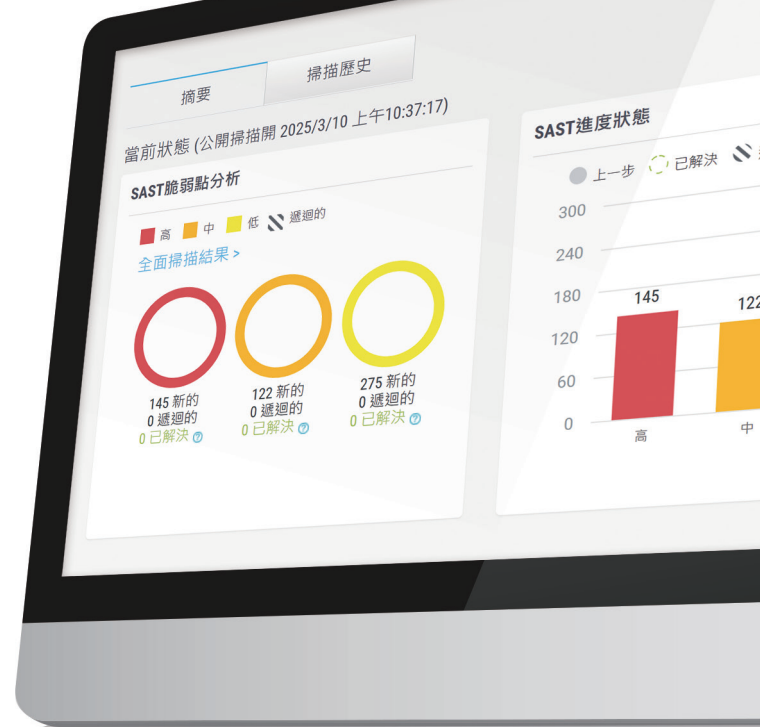 摘要
掃描歷史
當前狀態 (公開掃描開 2025/3/10 上午10:37:17)
SAST脆弱點分析
高 中 低 遞迴的
全面掃描結果 >
145 新的
0 遞迴的
0 已解決 ?
122 新的
0 遞迴的
0 已解決 ?
275 新的
0 遞迴的
0 已解決 ?
SAST進度狀態
上一步 已解決
300
240
180
120
60
0
145
122
高
中